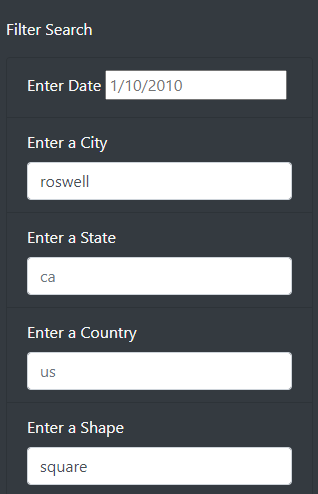 Filter Search
Enter Date 1/10/2010
Enter a City
roswell
Enter a State
ca
Enter a Country
us
Enter a Shape
square